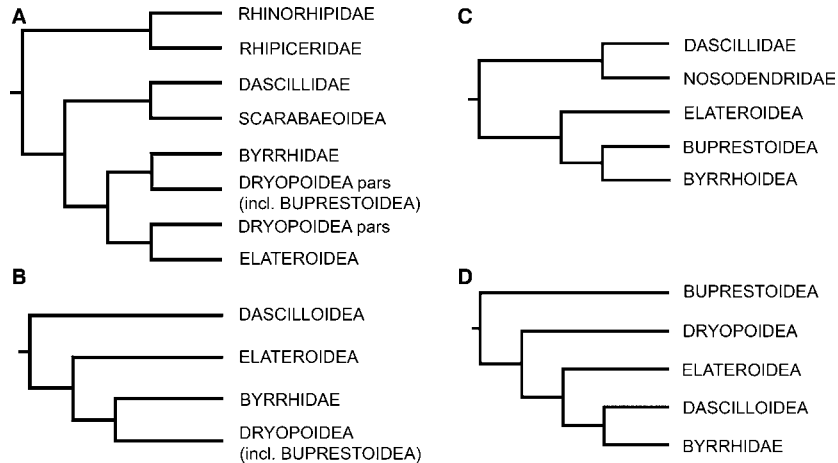 A
RHINORHIPIDAE
RHIPICERIDAE
DASCILLIDAE
SCARABAEOIDEA
BYRRHIDAE
DRYOPOIDEA pars
(incl. BUPRESTOIDEA)
DRYOPOIDEA pars
ELATEROIDEA
B
DASCILLOIDEA
ELATEROIDEA
BYRRHIDAE
DRYOPOIDEA
(incl. BUPRESTOIDEA)
C
DASCILLIDAE
NOSODENDRIDAE
ELATEROIDEA
BUPRESTOIDEA
BYRRHOIDEA
D
BUPRESTOIDEA
DRYOPOIDEA
ELATEROIDEA
DASCILLOIDEA
BYRRHIDAE